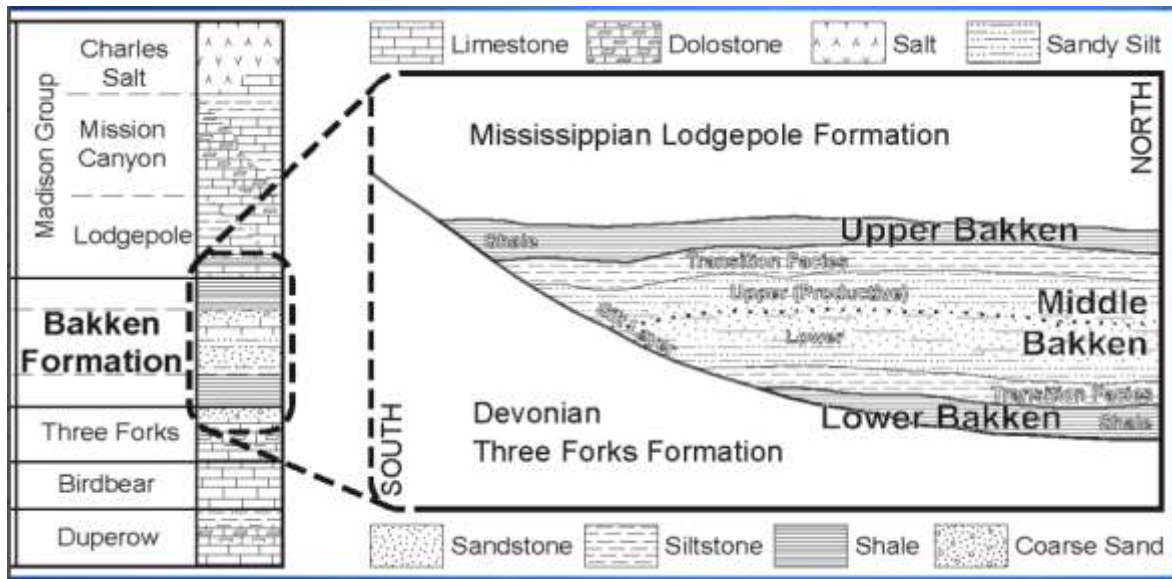 Madison Group
Charles
Salt
Mission
Canyon
Lodgepole
Bakken
Formation
Three Forks
Birdbear
Duperow
Limestone
Dolostone
Salt
Sandy Silt
NORTH
Mississippian Lodgepole Formation
Shale
Upper Bakken
Transition Facies
Upper (Productive)
Middle
Bakken
Lower
Transition Facies
Lower Bakken
Shale
Devonian
Three Forks Formation
SOUTH
Sandstone
Siltstone
Shale
Coarse Sand